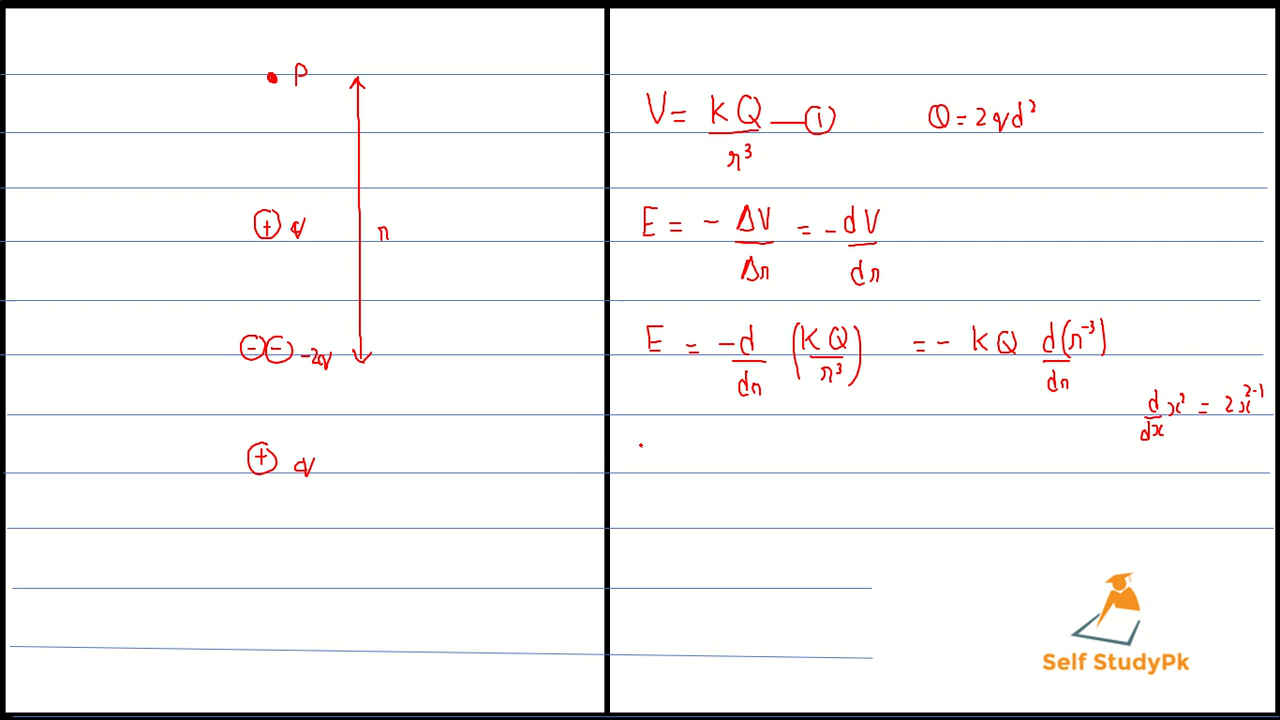 P
+ q
r
- - -2q
+ q
V = kQ/r³ — ① Q = 2qd²
E = - ΔV/Δr = - dV/dr
E = -d/dr (kQ/r³) = - kQ d(r⁻³)/dr
d/dx x² = 2x²⁻¹
Self StudyPk